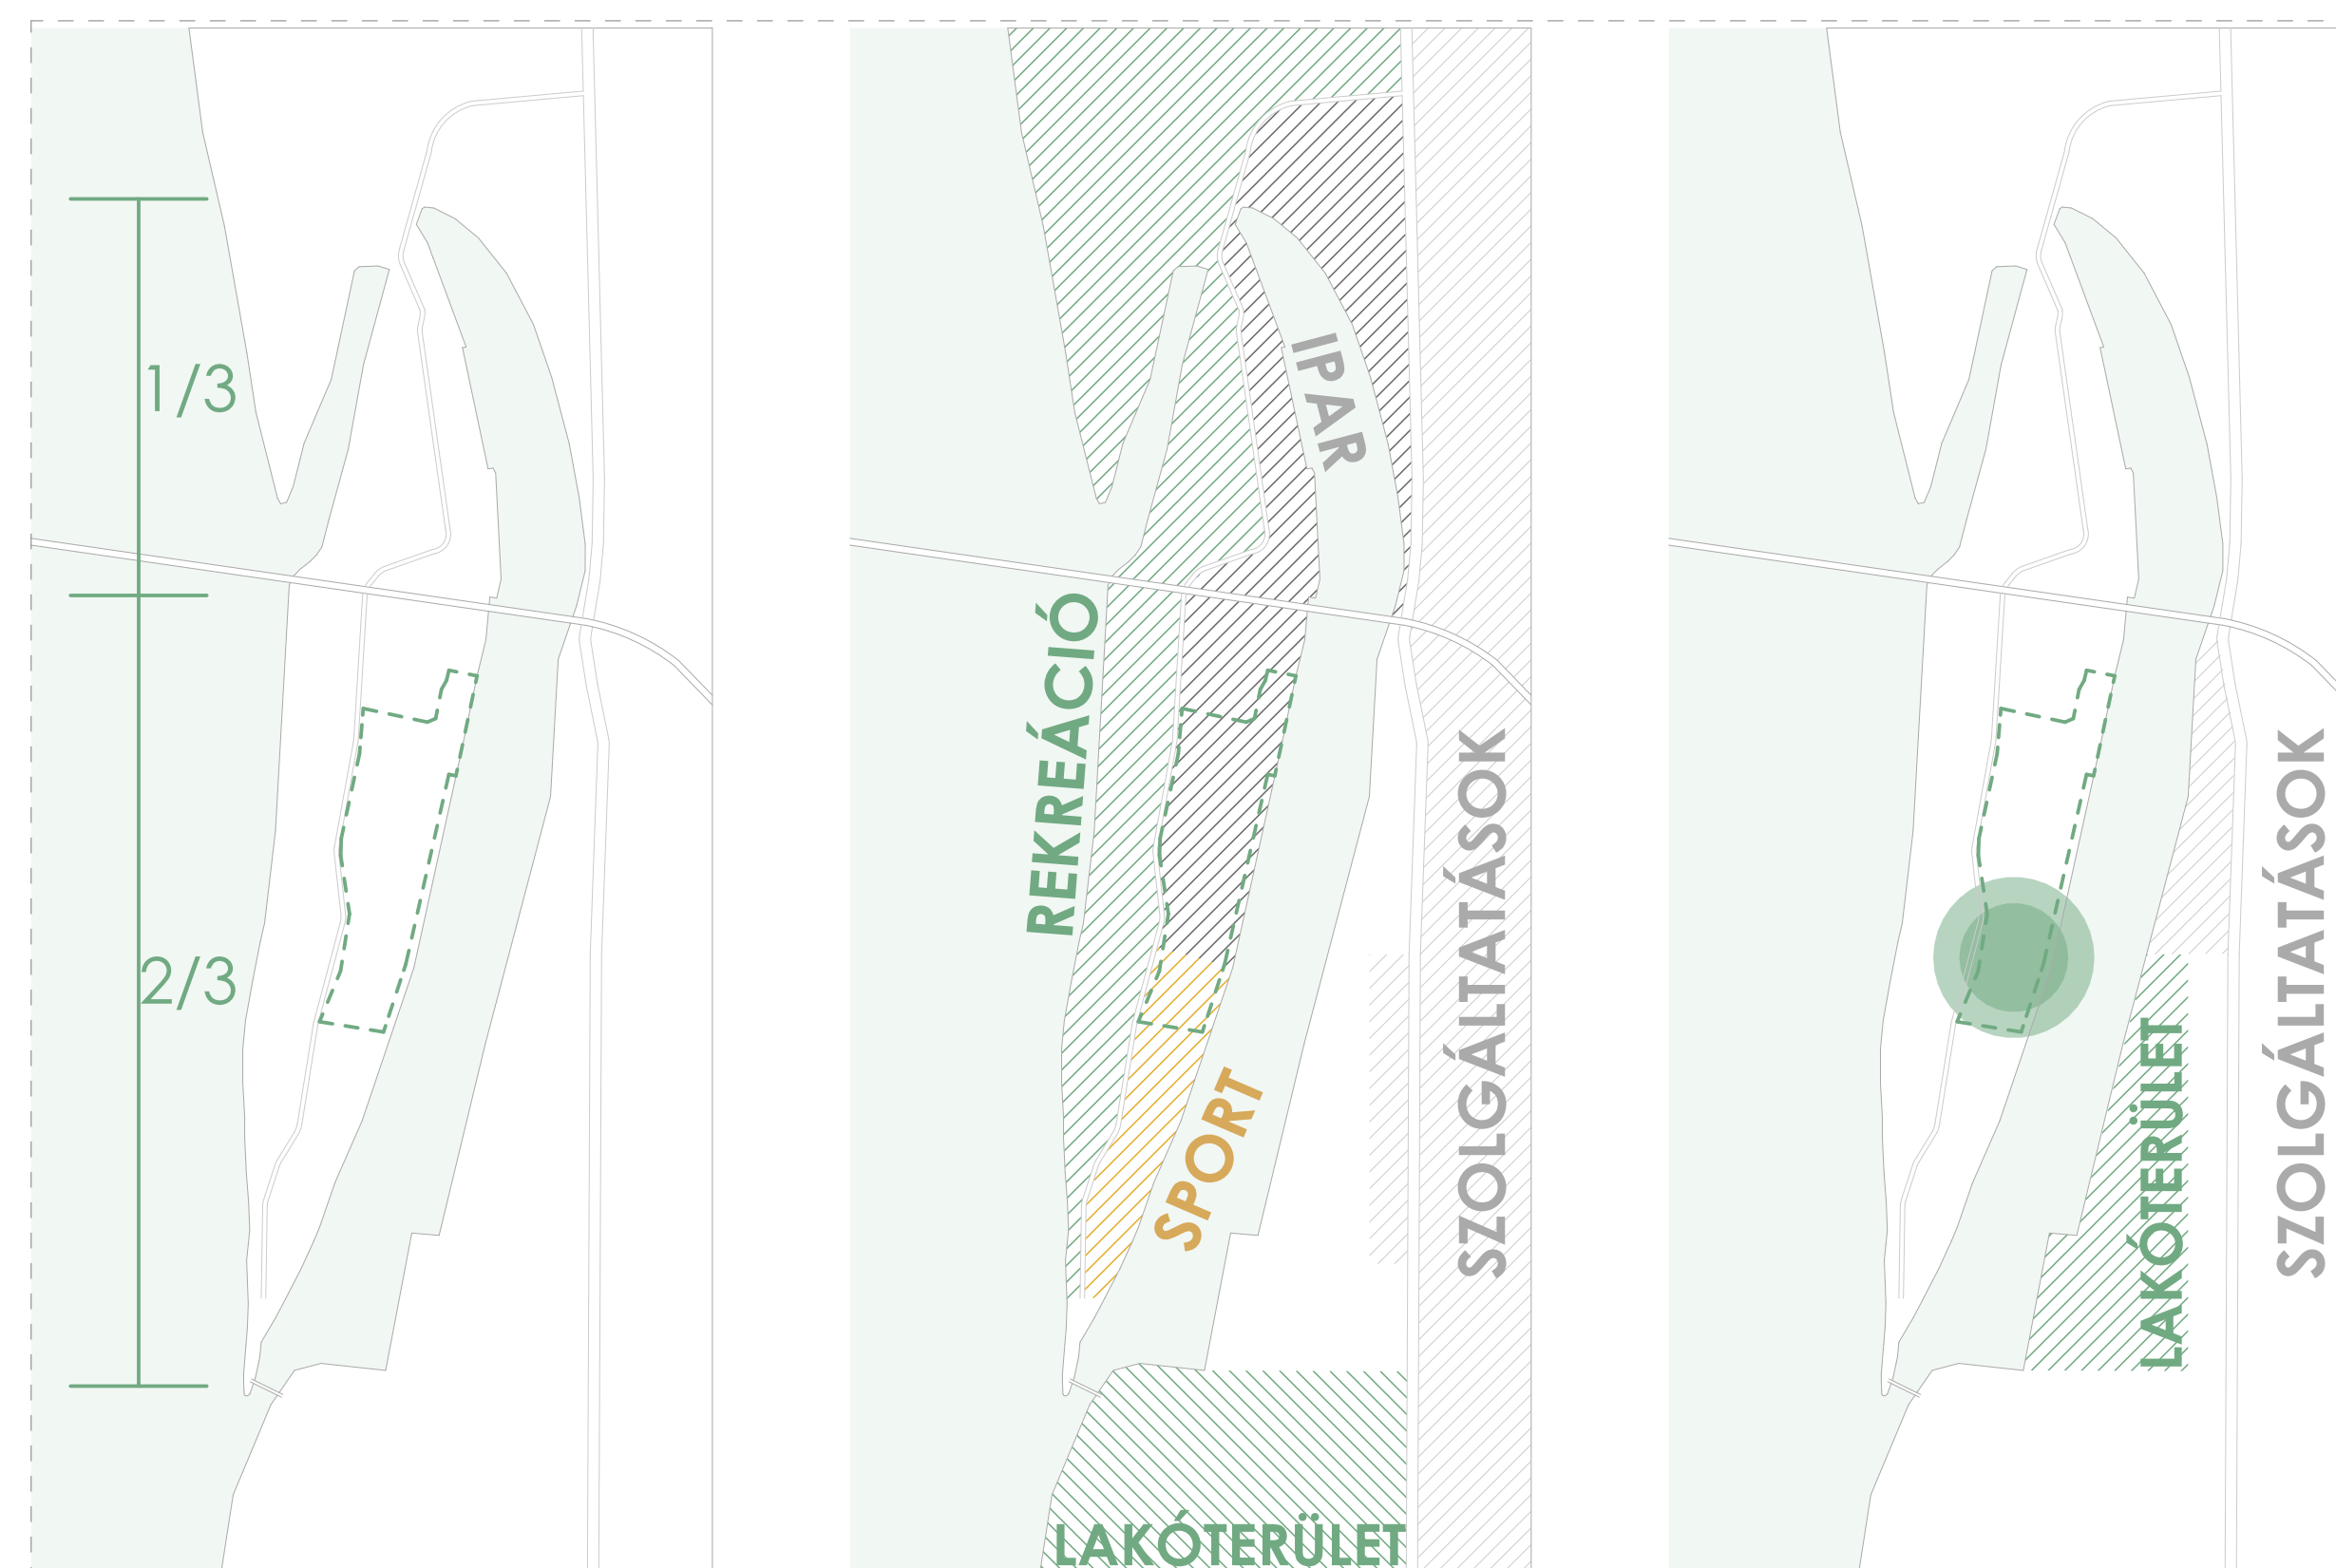 1/3
2/3
IPAR
REKREÁCIÓ
SPORT
SZOLGÁLTATÁSOK
LAKÓTERÜLET
LAKÓTERÜLET
SZOLGÁLTATÁSOK